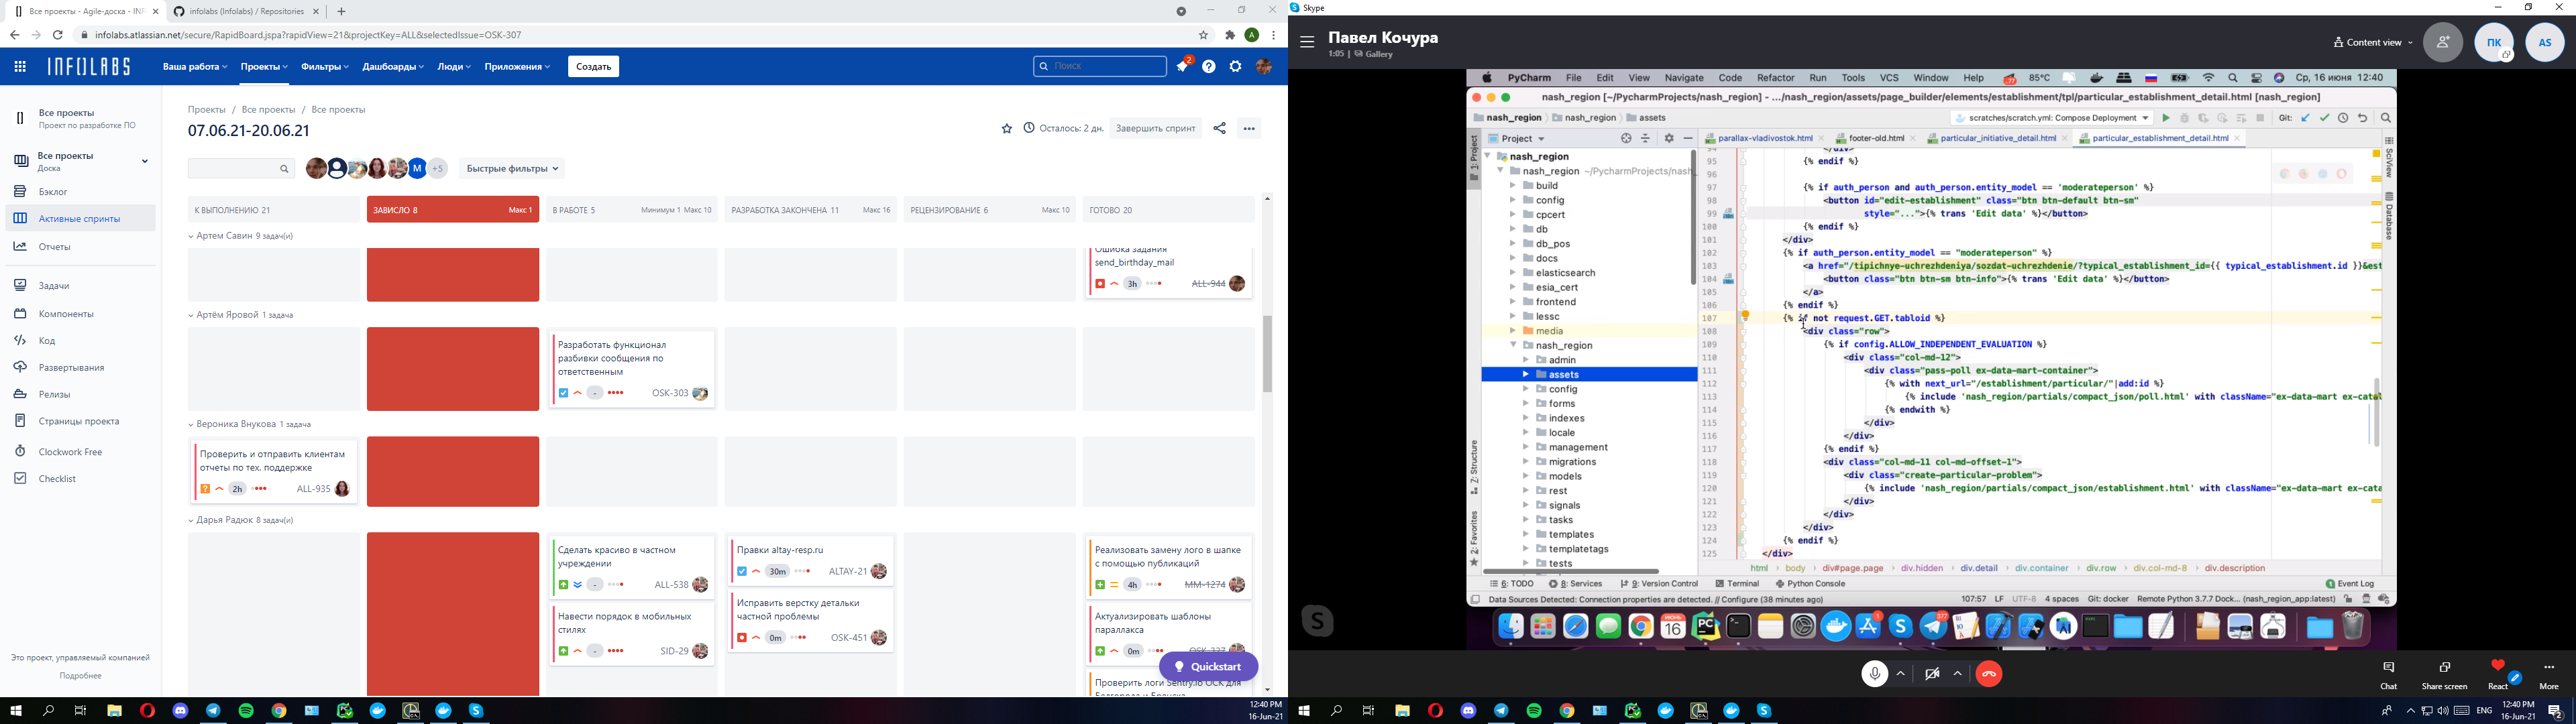 Все проекты - Agile-доска - INF
infolabs (Infolabs) / Repositories
infolabs.atlassian.net/secure/RapidBoard.jspa?rapidView=21&projectKey=ALL&selectedIssue=OSK-307
INFOLABS
Ваша работа
Проекты
Фильтры
Дашбоарды
Люди
Приложения
Создать
Поиск
2
Все проекты
Проект по разработке ПО
Все проекты
Доска
Бэклог
Активные спринты
Отчеты
Задачи
Компоненты
Код
Развертывания
Релизы
Страницы проекта
Clockwork Free
Checklist
Это проект, управляемый компанией
Подробнее
Проекты / Все проекты / Все проекты
07.06.21-20.06.21
Осталось: 2 дн.
Завершить спринт
М
+5
Быстрые фильтры
К ВЫПОЛНЕНИЮ 21
ЗАВИСЛО 8 Макс 1
В РАБОТЕ 5 Минимум 1 Макс 10
РАЗРАБОТКА ЗАКОНЧЕНА 11 Макс 16
РЕЦЕНЗИРОВАНИЕ 6 Макс 10
ГОТОВО 20
Артем Савин 9 задач(и)
Ошибка задания
send_birthday_mail
3h ALL-944
Артём Яровой 1 задача
Разработать функционал
разбивки сообщения по
ответственным
- OSK-303
Вероника Внукова 1 задача
Проверить и отправить клиентам
отчеты по тех. поддержке
2h ALL-935
Дарья Радюк 8 задач(и)
Сделать красиво в частном
учреждении
- ALL-538
Навести порядок в мобильных
стилях
- SID-29
Правки altay-resp.ru
30m ALTAY-21
Исправить верстку детальки
частной проблемы
0m OSK-451
Реализовать замену лого в шапке
с помощью публикаций
4h MM-1274
Актуализировать шаблоны
параллакса
0m OSK-327
Проверить логи Sentry.io ОСК для
Quickstart
12:40 PM
16-Jun-21
Skype
Павел Кочура
1:05 | Gallery
Content view
ПК
AS
PyCharm File Edit View Navigate Code Refactor Run Tools VCS Window Help
85°C
Ср, 16 июня 12:40
nash_region [~/PycharmProjects/nash_region] - .../nash_region/assets/page_builder/elements/establishment/tpl/particular_establishment_detail.html [nash_region]
nash_region
nash_region
assets
scratches/scratch.yml: Compose Deployment
Git:
Project
parallax-vladivostok.html
footer-old.html
particular_initiative_detail.html
particular_establishment_detail.html
1: Project
7: Structure
2: Favorites
SciView
Database
nash_region
nash_region ~/PycharmProjects/nash_
build
config
cpcert
db
db_pos
docs
elasticsearch
esia_cert
frontend
lessc
media
nash_region
admin
assets
config
forms
indexes
locale
management
migrations
models
rest
signals
tasks
templates
templatetags
tests
94 </div>
95 {% endif %}
96
97 {% if auth_person and auth_person.entity_model == 'moderateperson' %}
98 <button id="edit-establishment" class="btn btn-default btn-sm"
99 style="...">{% trans 'Edit data' %}</button>
100 {% endif %}
101 </div>
102 {% if auth_person.entity_model == "moderateperson" %}
103 <a href="/tipichnye-uchrezhdeniya/sozdat-uchrezhdenie/?typical_establishment_id={{ typical_establishment.id }}&est
104 <button class="btn btn-sm btn-info">{% trans 'Edit data' %}</button>
105 </a>
106 {% endif %}
107 {% if not request.GET.tabloid %}
108 <div class="row">
109 {% if config.ALLOW_INDEPENDENT_EVALUATION %}
110 <div class="col-md-12">
111 <div class="pass-poll ex-data-mart-container">
112 {% with next_url="/establishment/particular/"|add:id %}
113 {% include 'nash_region/partials/compact_json/poll.html' with className="ex-data-mart ex-catal
114 {% endwith %}
115 </div>
116 </div>
117 {% endif %}
118 <div class="col-md-11 col-md-offset-1">
119 <div class="create-particular-problem">
120 {% include 'nash_region/partials/compact_json/establishment.html' with className="ex-data-mart ex-cata
121 </div>
122 </div>
123 </div>
124 {% endif %}
125 </div>
html › body › div#page.page › div.hidden › div.detail › div.container › div.row › div.col-md-8 › div.description
6: TODO
8: Services
9: Version Control
Terminal
Python Console
1 Event Log
Data Sources Detected: Connection properties are detected. // Configure (38 minutes ago)
107:57 LF UTF-8 4 spaces Git: docker Remote Python 3.7.7 Dock... (nash_region_app:latest)
Chat
Share screen
React
More
ENG
12:40 PM
16-Jun-21